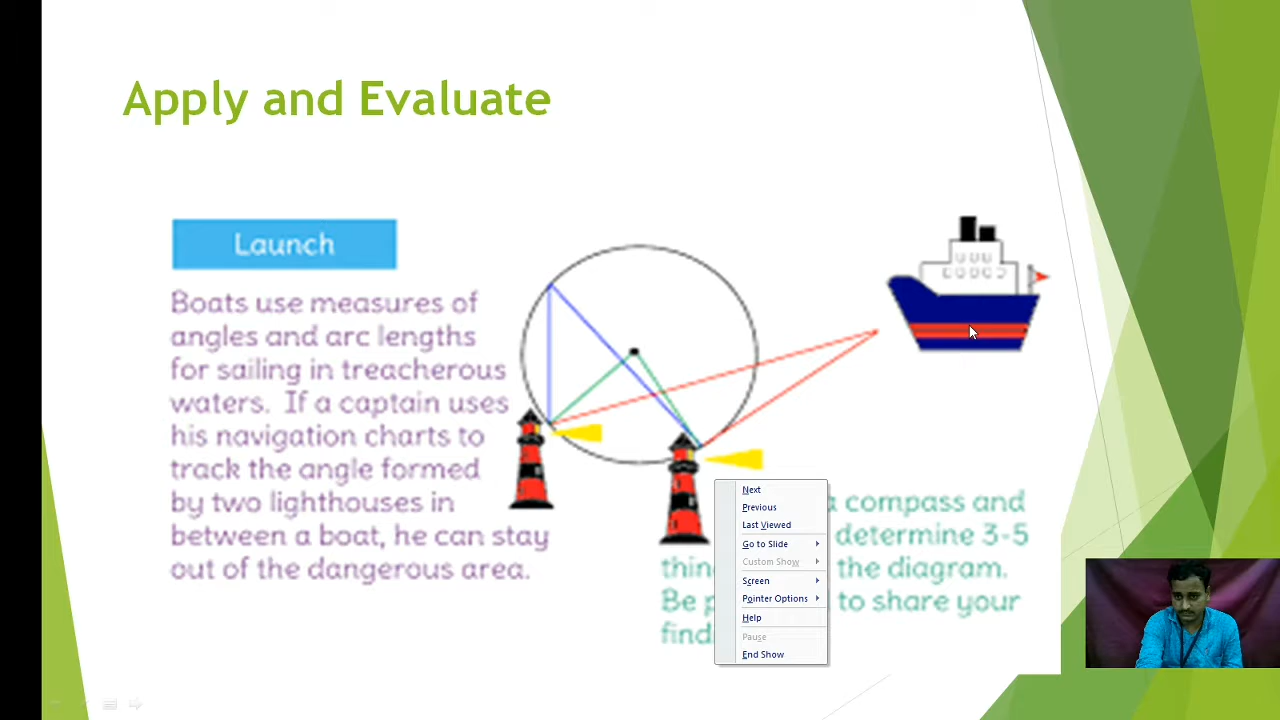 Apply and Evaluate
Launch
Boats use measures of
angles and arc lengths
for sailing in treacherous
waters. If a captain uses
his navigation charts to
track the angle formed
by two lighthouses in
between a boat, he can stay
out of the dangerous area.
a compass and
determine 3-5
the diagram.
Be to share your
Next
Previous
Last Viewed
Go to Slide
Custom Show
Screen
Pointer Options
Help
Pause
End Show